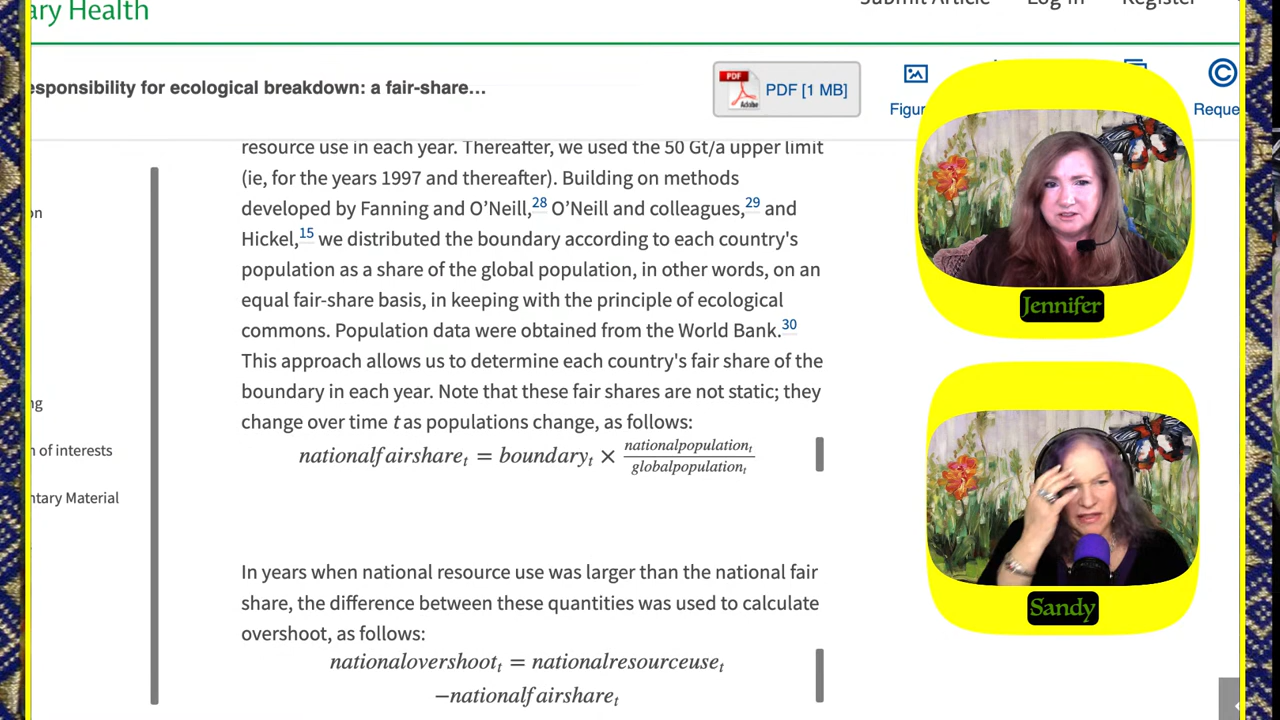 ary Health
Submit Article Log In Register
esponsibility for ecological breakdown: a fair-share…
PDF
Adobe
PDF [1 MB]
Figur
Reque
resource use in each year. Thereafter, we used the 50 Gt/a upper limit
(ie, for the years 1997 and thereafter). Building on methods
developed by Fanning and O’Neill,28 O’Neill and colleagues,29 and
Hickel,15 we distributed the boundary according to each country's
population as a share of the global population, in other words, on an
equal fair-share basis, in keeping with the principle of ecological
commons. Population data were obtained from the World Bank.30
This approach allows us to determine each country's fair share of the
boundary in each year. Note that these fair shares are not static; they
change over time t as populations change, as follows:
nationalfairshare_t = boundary_t × nationalpopulation_t / globalpopulation_t
In years when national resource use was larger than the national fair
share, the difference between these quantities was used to calculate
overshoot, as follows:
nationalovershoot_t = nationalresourceuse_t
−nationalfairshare_t
on
ng
n of interests
ntary Material
Jennifer
Sandy